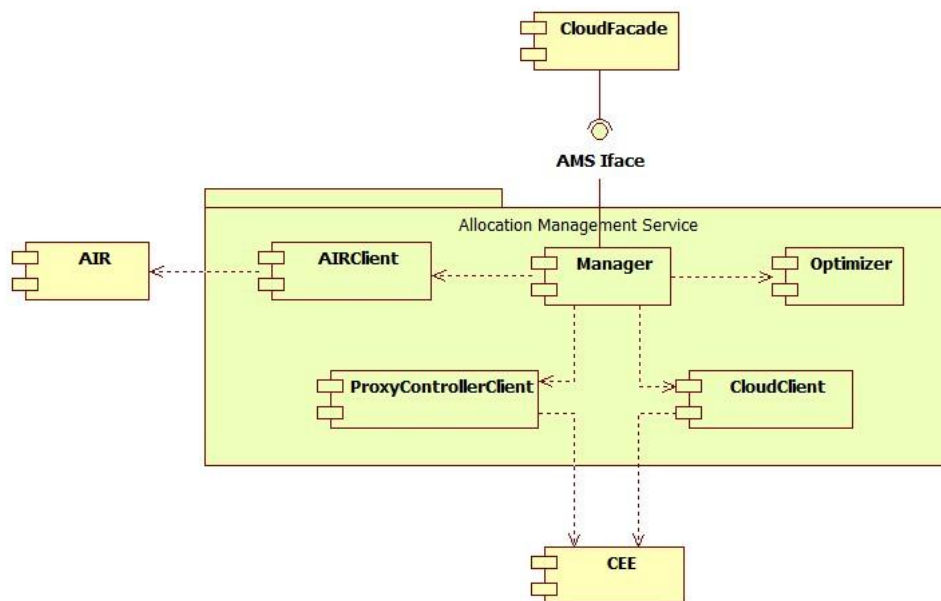 CloudFacade
AMS Iface
Allocation Management Service
AIR
AIRClient
Manager
Optimizer
ProxyControllerClient
CloudClient
CEE